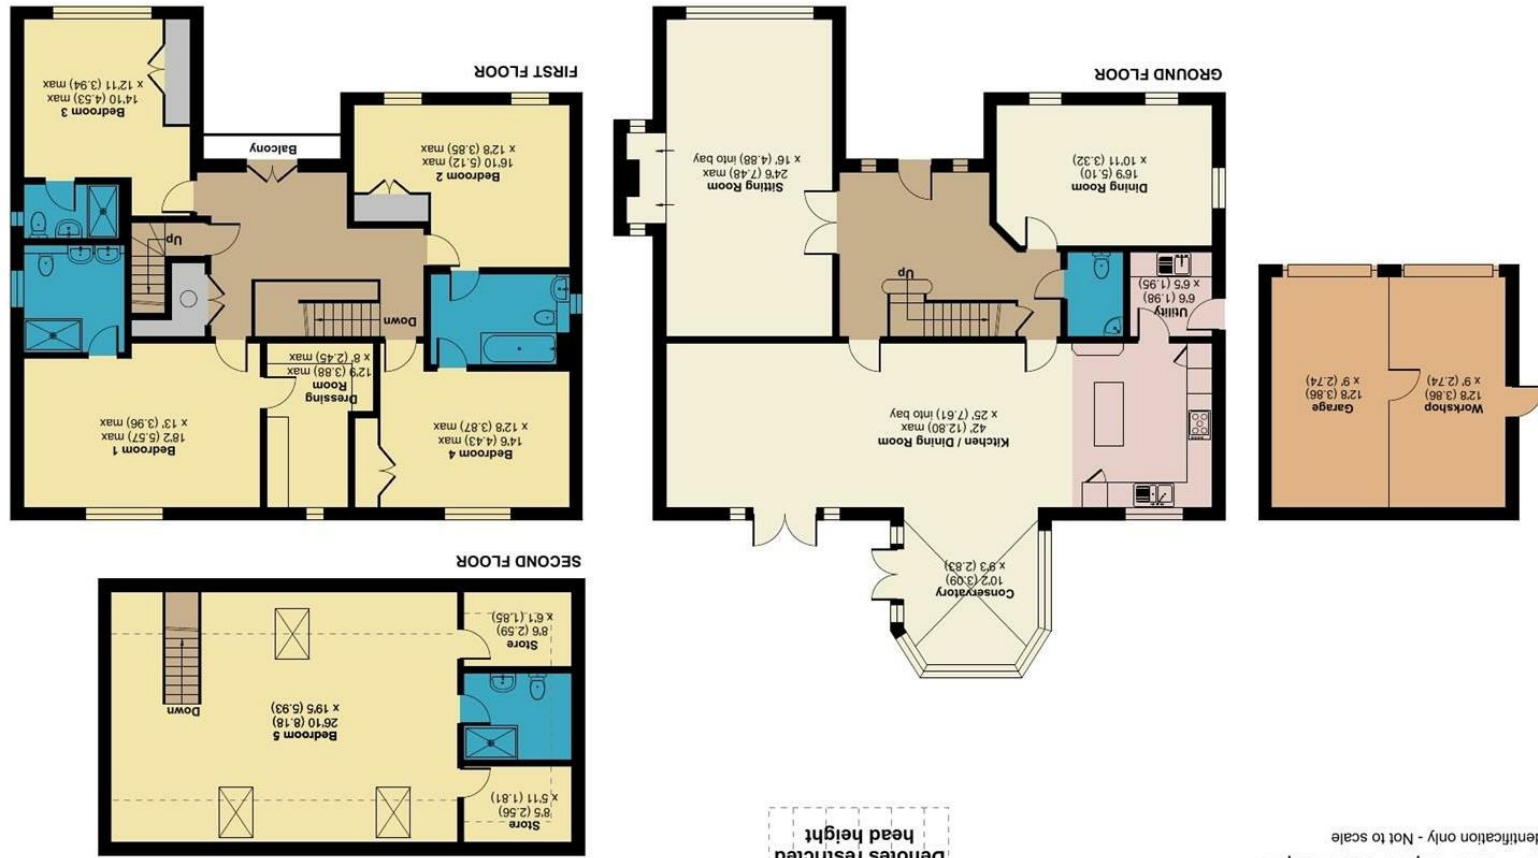 dentification only - Not to scale
Denotes restricted
head height
Store
8'5 (2.56)
x 5'11 (1.81)
Bedroom 5
26'10 (8.18)
x 19'5 (5.93)
Down
Store
8'6 (2.59)
x 6'1 (1.85)
SECOND FLOOR
Workshop
12'8 (3.86)
x 9' (2.74)
Garage
12'8 (3.86)
x 9' (2.74)
Conservatory
10'2 (3.09)
x 9'3 (2.83)
Kitchen / Dining Room
42' (12.80) max
x 25' (7.61) into bay
Utility
6'6 (1.98)
x 6'5 (1.95)
Up
Dining Room
16'9 (5.10)
x 10'11 (3.32)
Sitting Room
24'6 (7.48) max
x 16' (4.88) into bay
GROUND FLOOR
Bedroom 4
14'6 (4.43) max
x 12'8 (3.87) max
Dressing
Room
12'9 (3.88) max
x 8' (2.45) max
Bedroom 1
18'2 (5.57) max
x 13' (3.96) max
Down
Up
Bedroom 2
16'10 (5.12) max
x 12'8 (3.85) max
Balcony
Bedroom 3
14'10 (4.53) max
x 12'11 (3.94) max
FIRST FLOOR